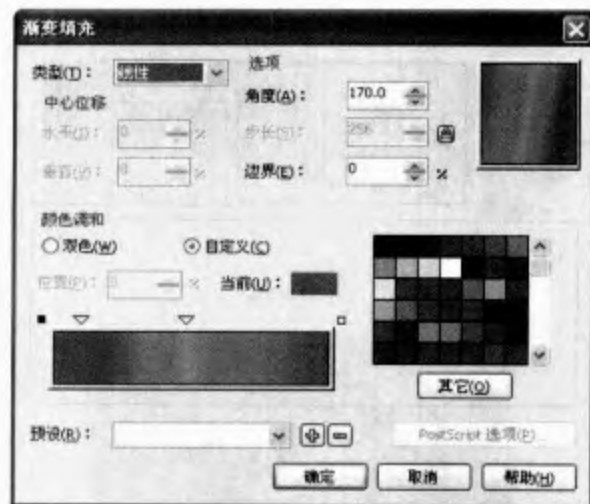 渐变填充
类型(T)： 线性
选项
角度(A)： 170.0
中心位移
水平(I)： 0 %
步长(S)： 256
垂直(V)： 0 %
边界(E)： 0 %
颜色调和
双色(W) 自定义(C)
位置(P)： 0 % 当前(U)：
其它(O)
预设(R)：
PostScript 选项(P)...
确定 取消 帮助(H)